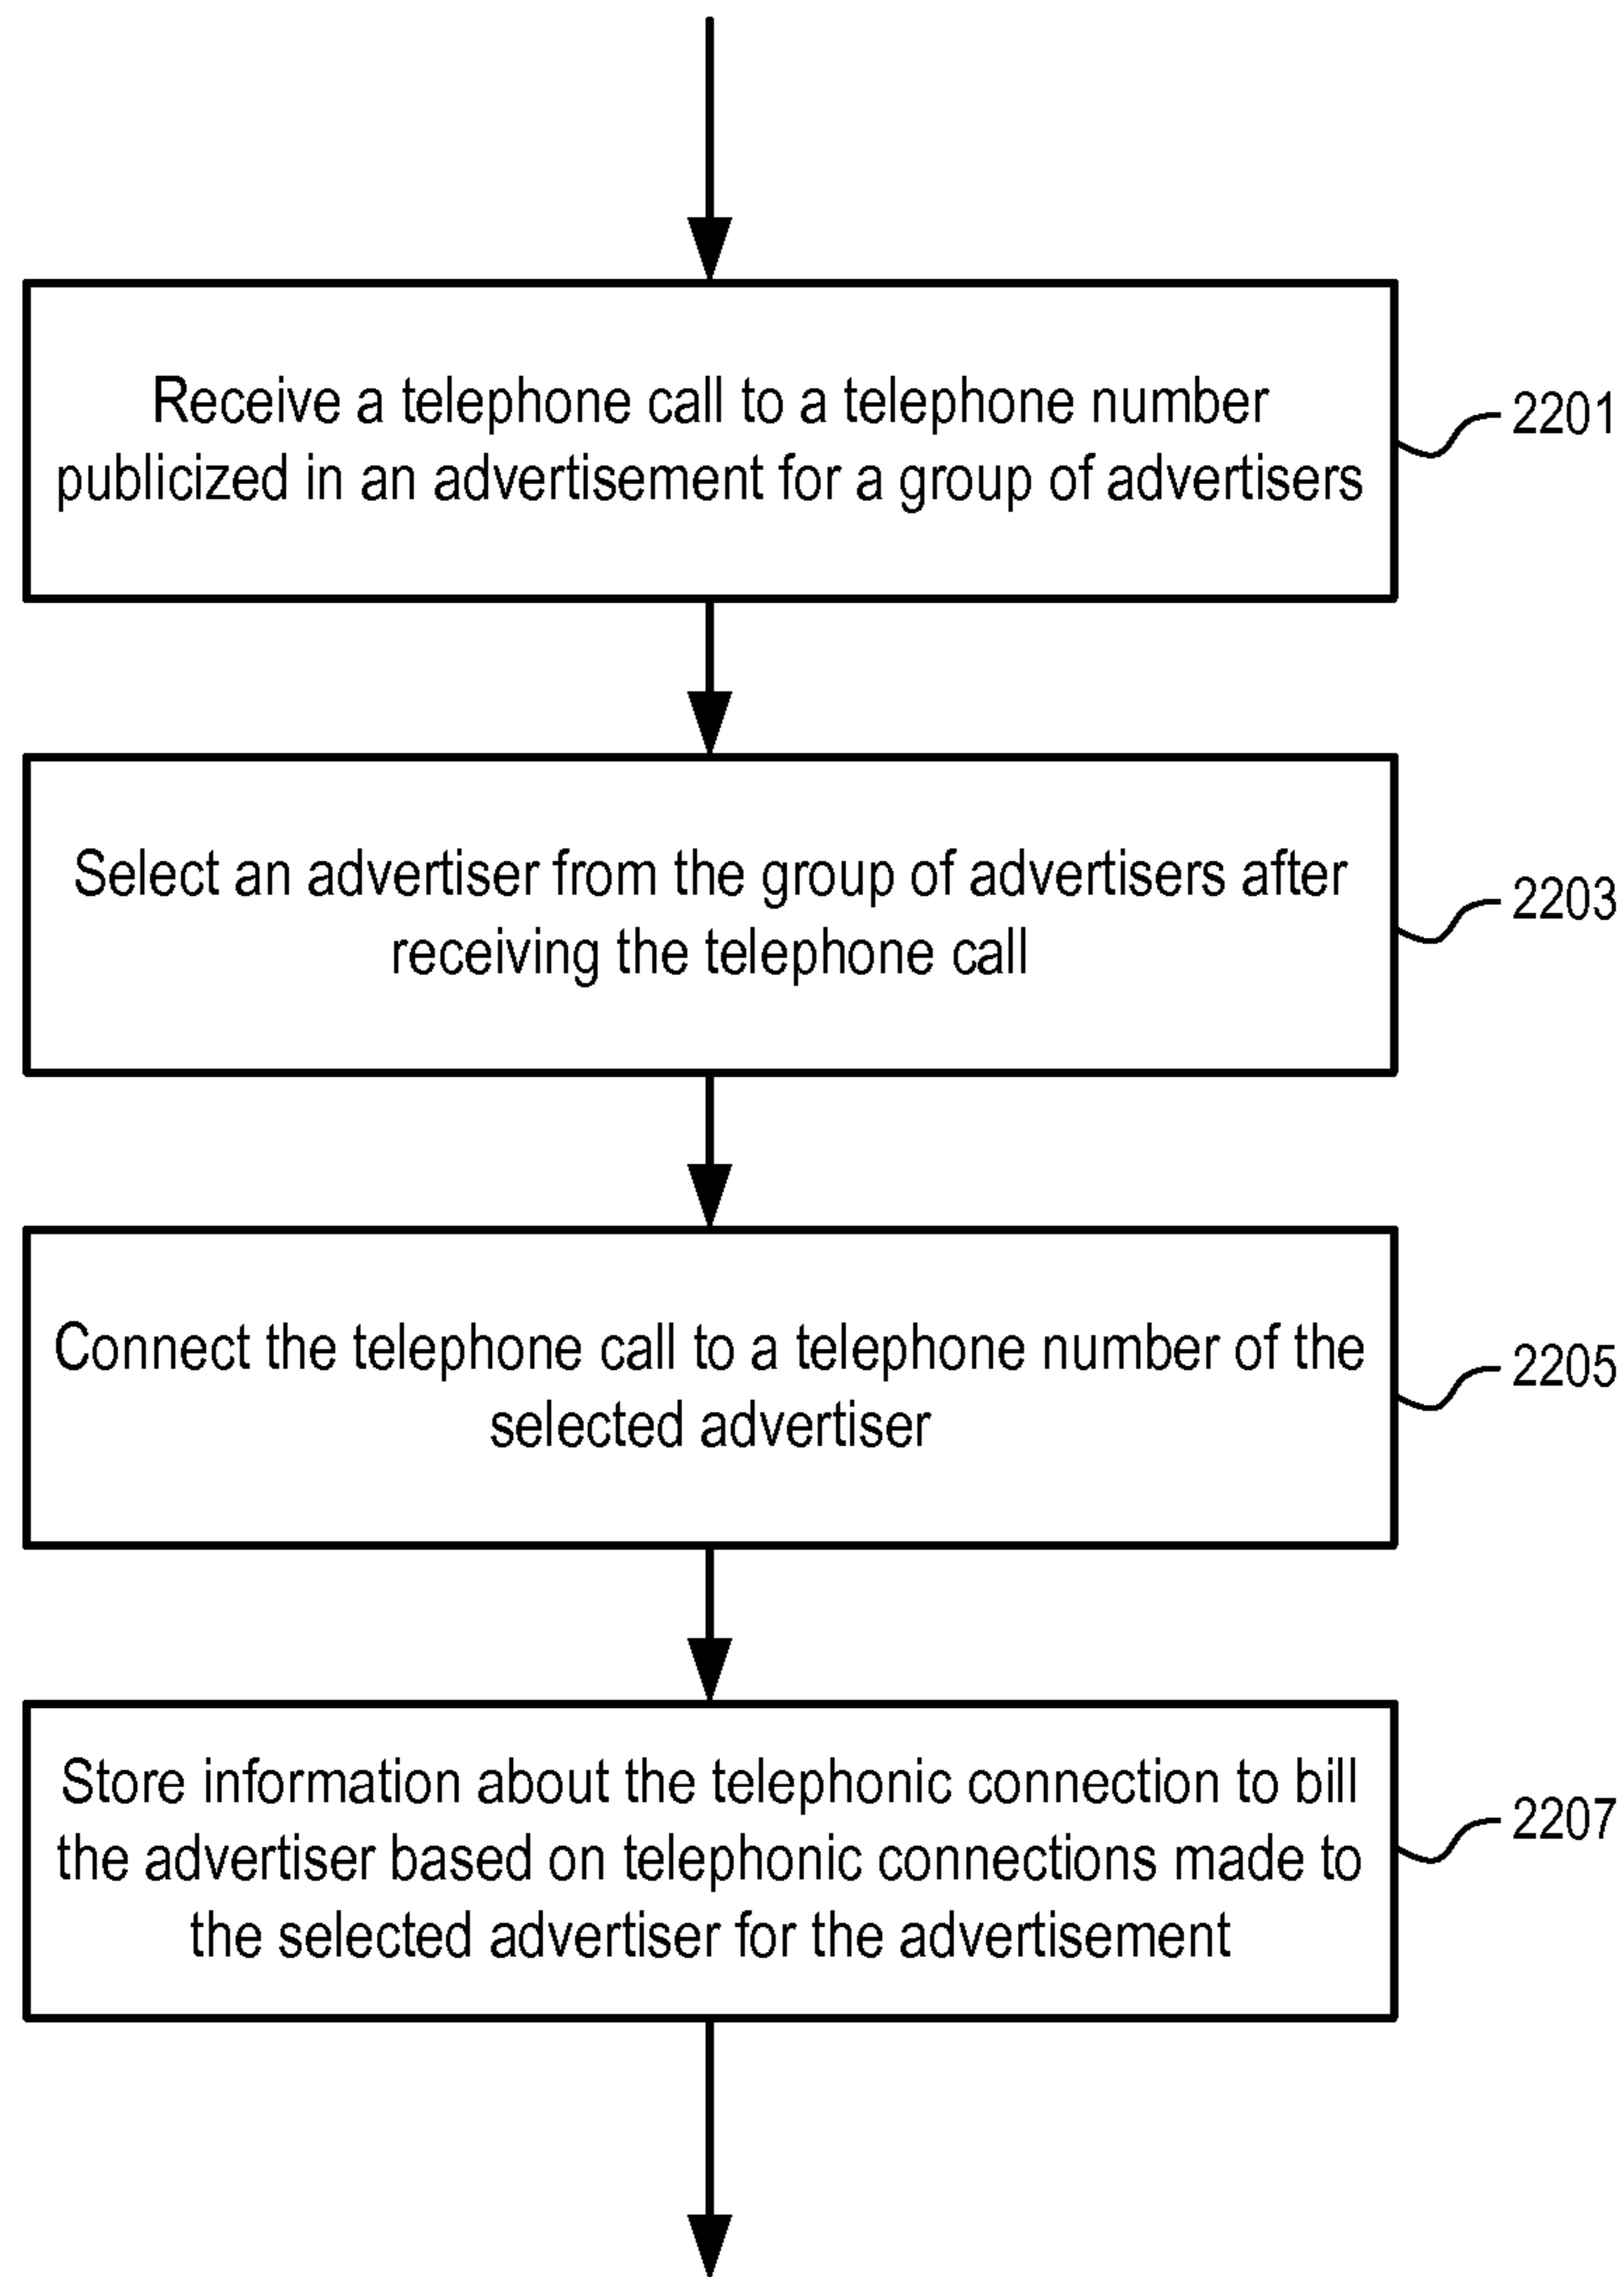 Receive a telephone call to a telephone number
publicized in an advertisement for a group of advertisers
2201
Select an advertiser from the group of advertisers after
receiving the telephone call
2203
Connect the telephone call to a telephone number of the
selected advertiser
2205
Store information about the telephonic connection to bill
the advertiser based on telephonic connections made to
the selected advertiser for the advertisement
2207